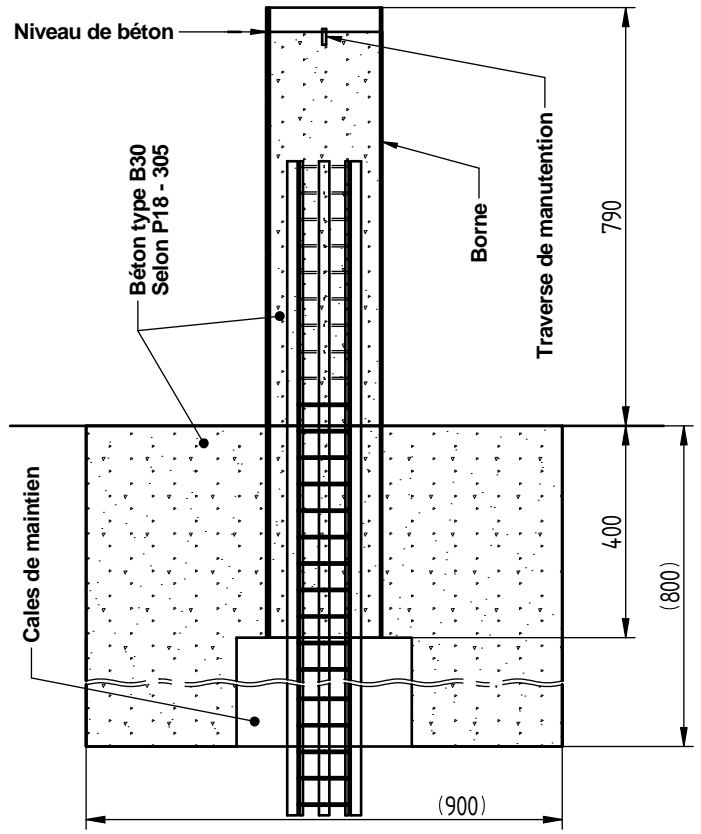 Niveau de béton
Béton type B30
Selon P18 - 305
Traverse de manutention
Borne
790
Cales de maintien
400
(800)
(900)